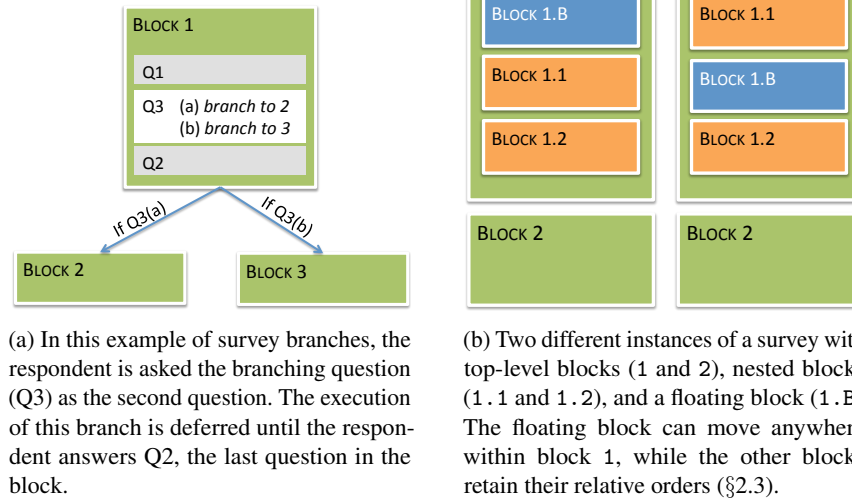 BLOCK 1
Q1
Q3 (a) branch to 2
(b) branch to 3
Q2
If Q3(a)
If Q3(b)
BLOCK 2
BLOCK 3
(a) In this example of survey branches, the
respondent is asked the branching question
(Q3) as the second question. The execution
of this branch is deferred until the respon-
dent answers Q2, the last question in the
block.
BLOCK 1.B
BLOCK 1.1
BLOCK 1.2
BLOCK 2
BLOCK 1.1
BLOCK 1.B
BLOCK 1.2
BLOCK 2
(b) Two different instances of a survey wit
top-level blocks (1 and 2), nested block
(1.1 and 1.2), and a floating block (1.B
The floating block can move anywher
within block 1, while the other block
retain their relative orders (§2.3).